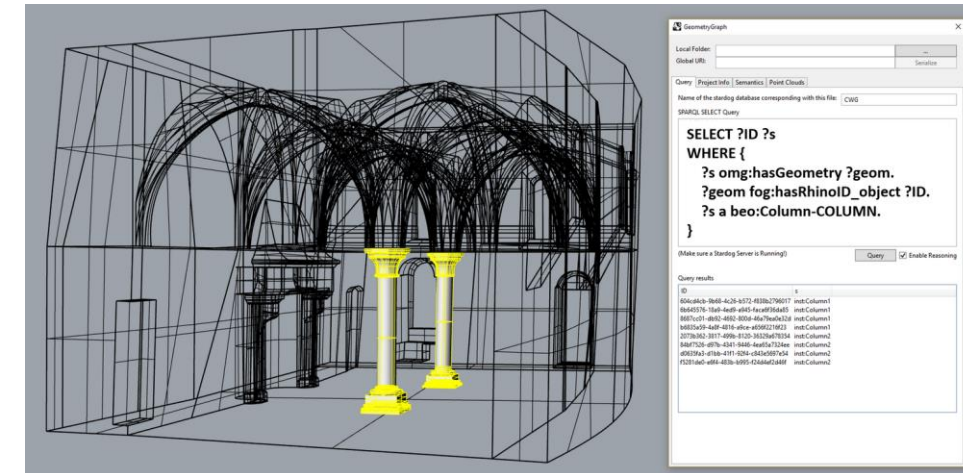 GeometryGraph
Local Folder:
...
Global URI:
Serialize
Query Project Info Semantics Point Clouds
Name of the stardog database corresponding with this file: CWG
SPARQL SELECT Query
SELECT ?ID ?s
WHERE {
?s omg:hasGeometry ?geom.
?geom fog:hasRhinoID_object ?ID.
?s a beo:Column-COLUMN.
}
(Make sure a Stardog Server is Running!) Query Enable Reasoning
Query results
ID s
inst:Column1
inst:Column1
inst:Column1
inst:Column1
inst:Column2
inst:Column2
inst:Column2
inst:Column2